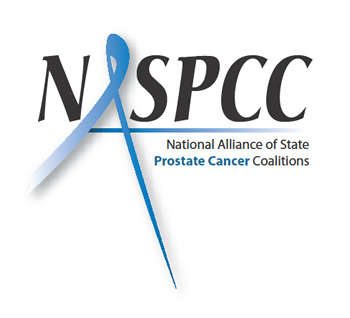 NASPCC
National Alliance of State
Prostate Cancer Coalitions